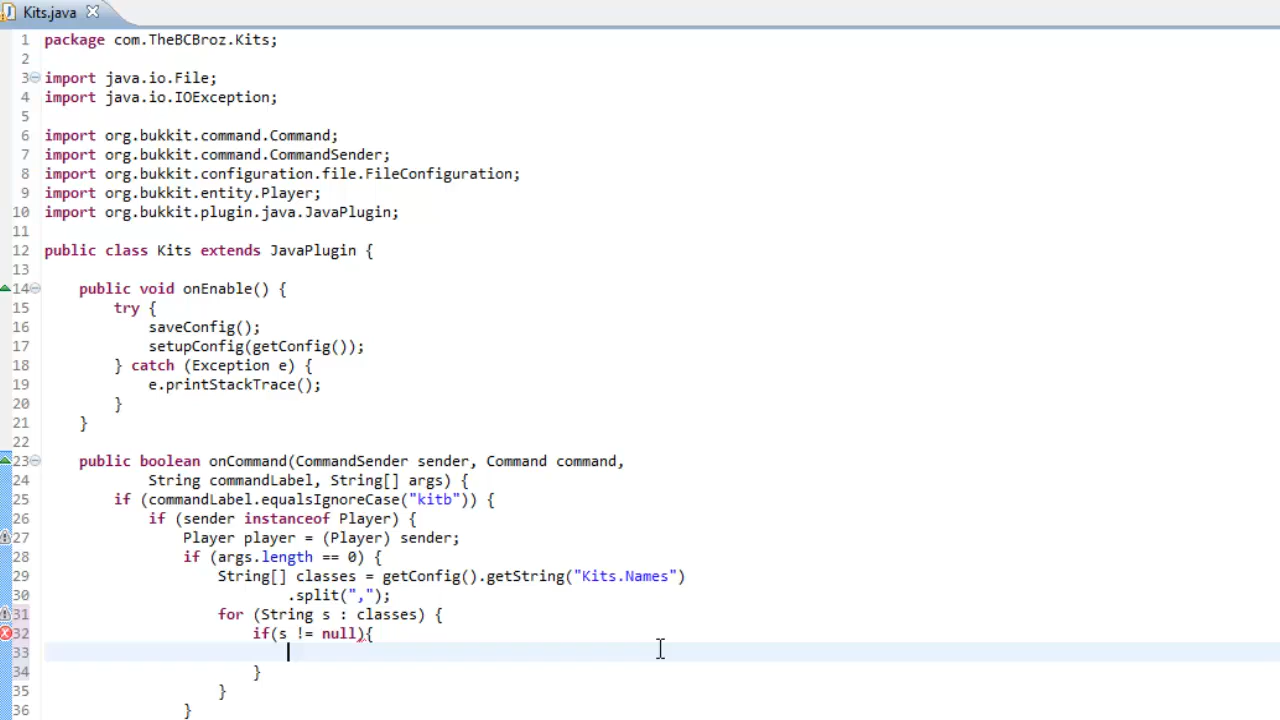 Kits.java
1 package com.TheBCBroz.Kits;
2
3 import java.io.File;
4 import java.io.IOException;
5
6 import org.bukkit.command.Command;
7 import org.bukkit.command.CommandSender;
8 import org.bukkit.configuration.file.FileConfiguration;
9 import org.bukkit.entity.Player;
10 import org.bukkit.plugin.java.JavaPlugin;
11
12 public class Kits extends JavaPlugin {
13
14     public void onEnable() {
15         try {
16             saveConfig();
17             setupConfig(getConfig());
18         } catch (Exception e) {
19             e.printStackTrace();
20         }
21     }
22
23     public boolean onCommand(CommandSender sender, Command command,
24             String commandLabel, String[] args) {
25         if (commandLabel.equalsIgnoreCase("kitb")) {
26             if (sender instanceof Player) {
27                 Player player = (Player) sender;
28                 if (args.length == 0) {
29                     String[] classes = getConfig().getString("Kits.Names")
30                             .split(",");
31                     for (String s : classes) {
32                         if(s != null){
33
34                         }
35                     }
36                 }